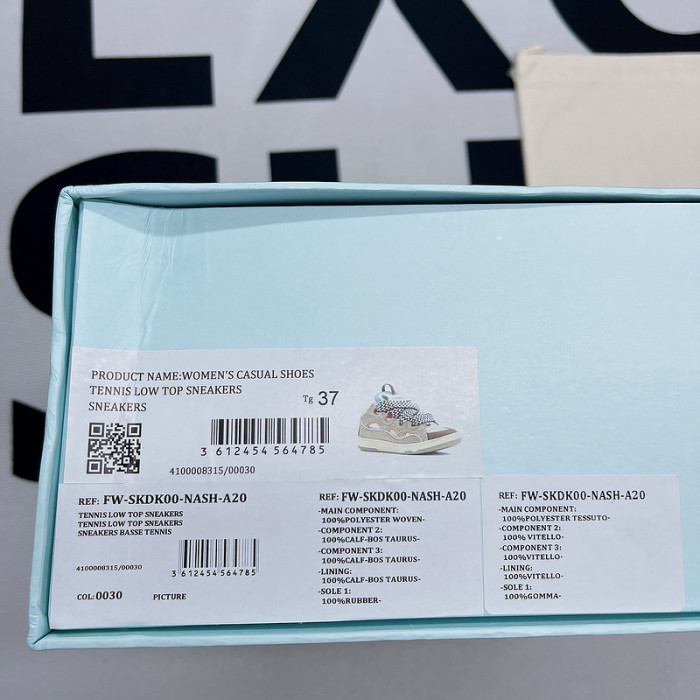 PRODUCT NAME:WOMEN'S CASUAL SHOES
TENNIS LOW TOP SNEAKERS
SNEAKERS
Tg 37
3 612454 564785
4100008315/00030
REF: FW-SKDK00-NASH-A20
TENNIS LOW TOP SNEAKERS
TENNIS LOW TOP SNEAKERS
SNEAKERS BASSE TENNIS
4100008315/00030
3 612454 564785
COL:0030
PICTURE
REF: FW-SKDK00-NASH-A20
-MAIN COMPONENT:
100%POLYESTER WOVEN-
-COMPONENT 2:
100%CALF-BOS TAURUS-
-COMPONENT 3:
100%CALF-BOS TAURUS-
-LINING:
100%CALF-BOS TAURUS-
-SOLE 1:
100%RUBBER-
REF: FW-SKDK00-NASH-A20
-MAIN COMPONENT:
100%POLYESTER TESSUTO-
-COMPONENT 2:
100% VITELLO-
-COMPONENT 3:
100%VITELLO-
-LINING:
100%VITELLO-
-SOLE 1:
100%GOMMA-